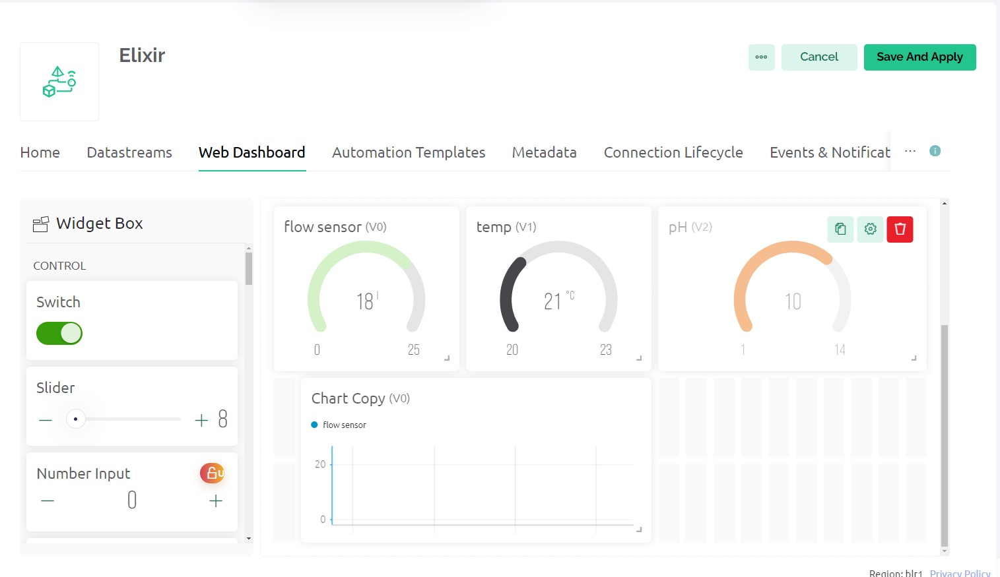 Elixir
Cancel
Save And Apply
Home
Datastreams
Web Dashboard
Automation Templates
Metadata
Connection Lifecycle
Events & Notificat
Widget Box
CONTROL
Switch
Slider
8
Number Input
U
0
flow sensor (V0)
18 l
0
25
temp (V1)
21 °C
20
23
pH (V2)
10
1
14
Chart Copy (V0)
flow sensor
20
0
Region: blr1 Privacy Policy